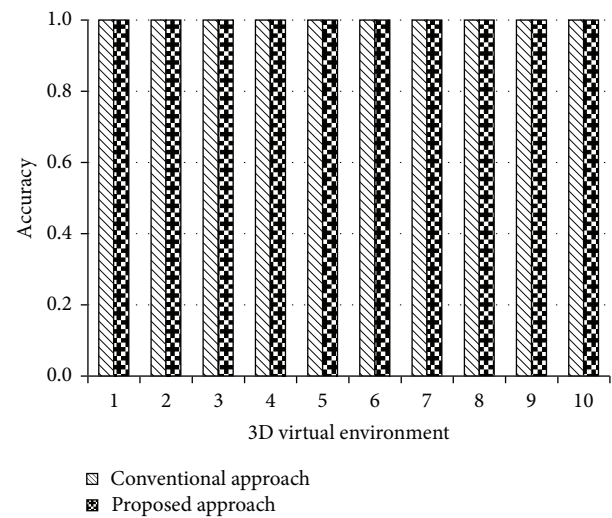 1.0
0.8
0.6
0.4
0.2
0.0
Accuracy
1 2 3 4 5 6 7 8 9 10
3D virtual environment
Conventional approach
Proposed approach